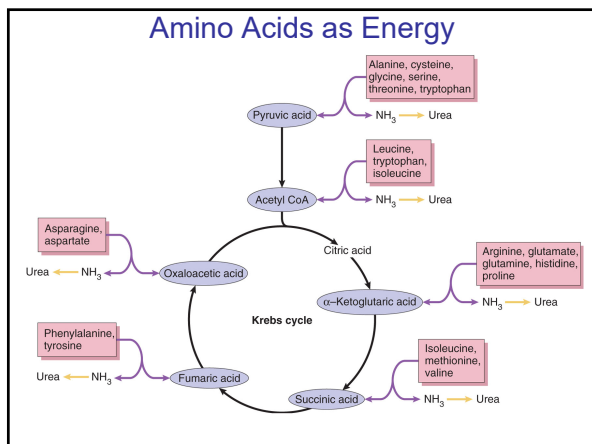 Amino Acids as Energy
Alanine, cysteine,
glycine, serine,
threonine, tryptophan
Pyruvic acid
NH3
Urea
Leucine,
tryptophan,
isoleucine
Acetyl CoA
NH3
Urea
Asparagine,
aspartate
Citric acid
Urea
NH3
Oxaloacetic acid
Arginine, glutamate,
glutamine, histidine,
proline
α–Ketoglutaric acid
NH3
Urea
Krebs cycle
Phenylalanine,
tyrosine
Isoleucine,
methionine,
valine
Urea
NH3
Fumaric acid
Succinic acid
NH3
Urea